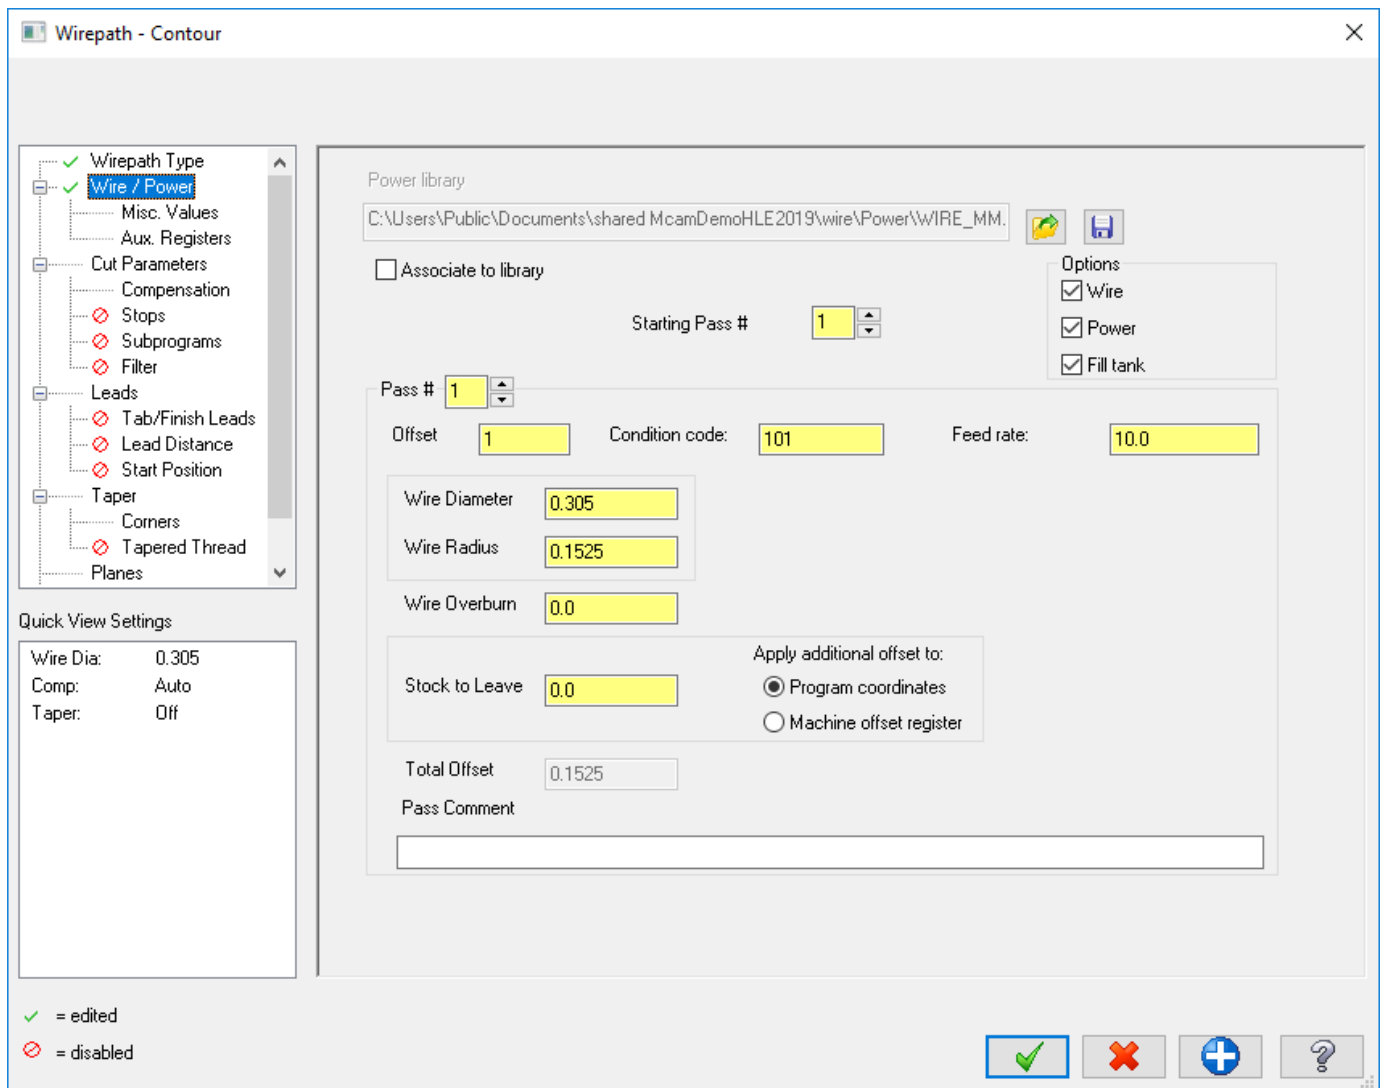 Wirepath - Contour
Wirepath Type
Wire / Power
Misc. Values
Aux. Registers
Cut Parameters
Compensation
Stops
Subprograms
Filter
Leads
Tab/Finish Leads
Lead Distance
Start Position
Taper
Corners
Tapered Thread
Planes
Quick View Settings
Wire Dia: 0.305
Comp: Auto
Taper: Off
= edited
= disabled
Power library
C:\Users\Public\Documents\shared McamDemoHLE2019\wire\Power\WIRE_MM.
Associate to library
Options
Wire
Power
Fill tank
Starting Pass # 1
Pass # 1
Offset 1 Condition code: 101 Feed rate: 10.0
Wire Diameter 0.305
Wire Radius 0.1525
Wire Overburn 0.0
Stock to Leave 0.0
Apply additional offset to:
Program coordinates
Machine offset register
Total Offset 0.1525
Pass Comment